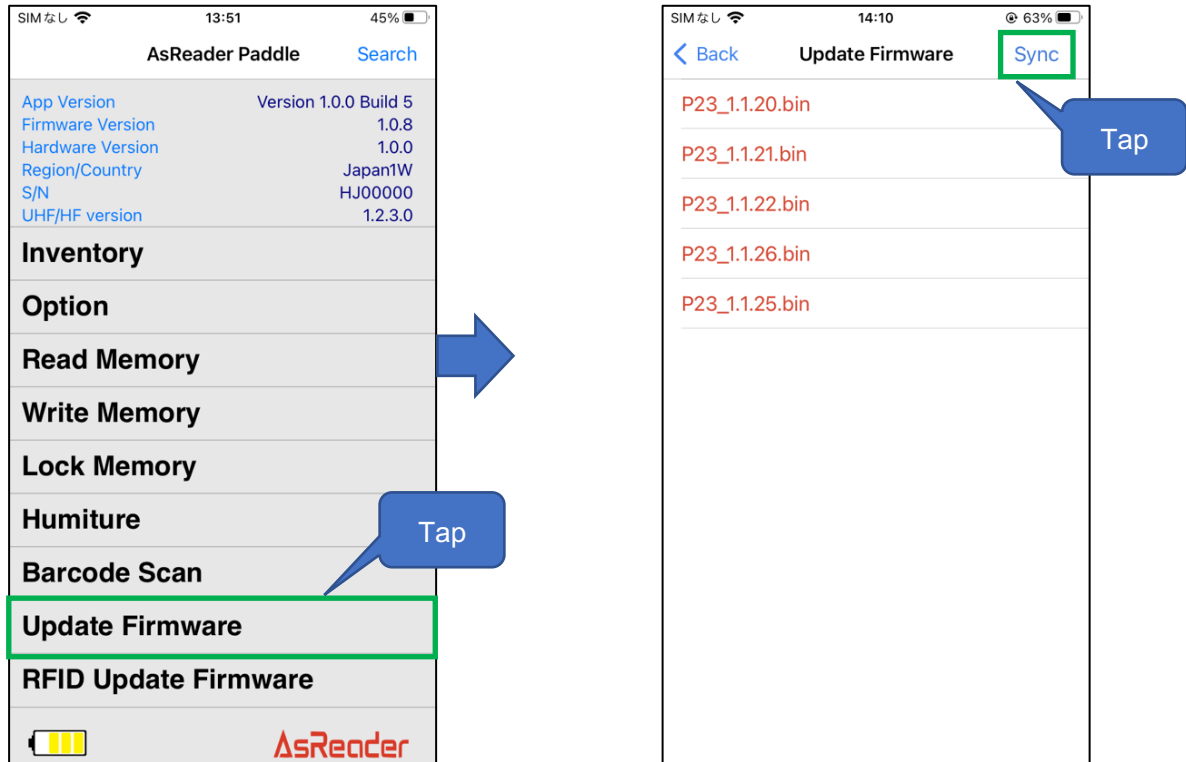 SIMなし 13:51 45%
AsReader Paddle Search
App Version Version 1.0.0 Build 5
Firmware Version 1.0.8
Hardware Version 1.0.0
Region/Country Japan1W
S/N HJ00000
UHF/HF version 1.2.3.0
Inventory
Option
Read Memory
Write Memory
Lock Memory
Humiture
Tap
Barcode Scan
Update Firmware
RFID Update Firmware
AsReader
SIMなし 14:10 63%
Back Update Firmware Sync
P23_1.1.20.bin
Tap
P23_1.1.21.bin
P23_1.1.22.bin
P23_1.1.26.bin
P23_1.1.25.bin